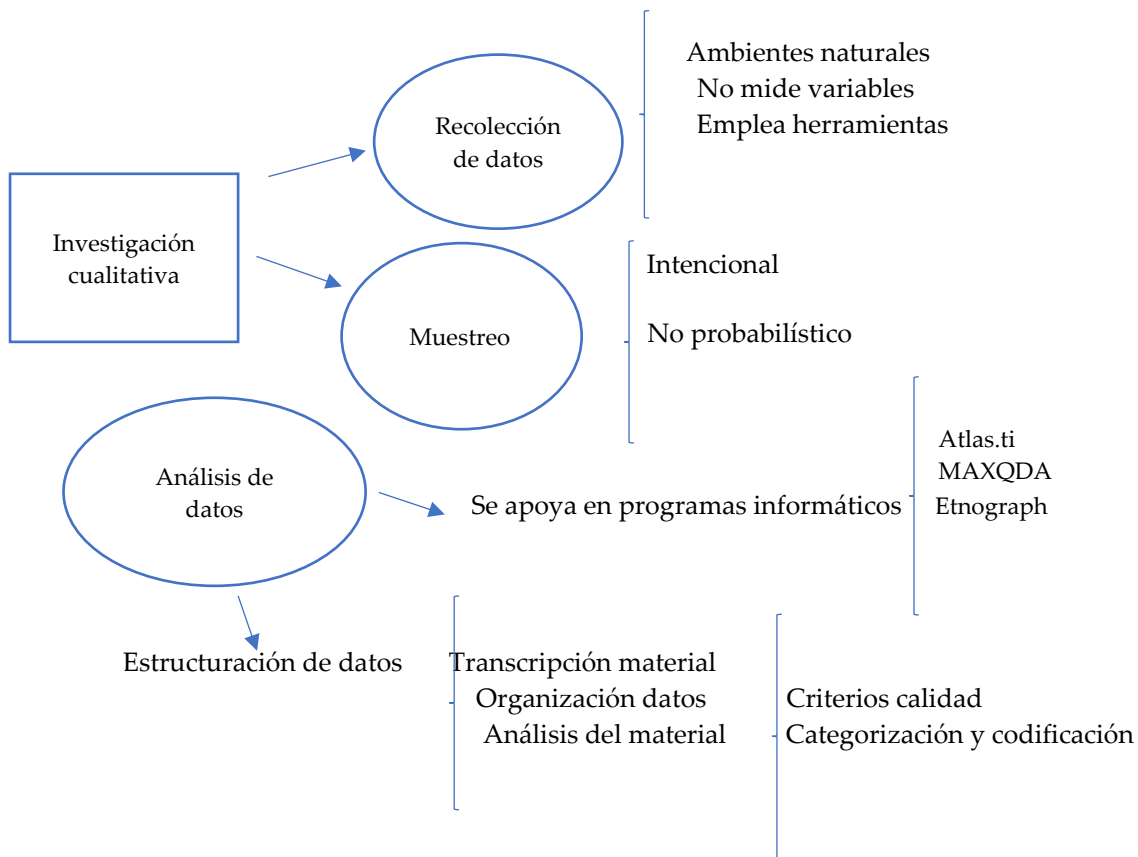 Ambientes naturales
No mide variables
Emplea herramientas
Recolección
de datos
Investigación
cualitativa
Intencional
No probabilístico
Muestreo
Análisis de
datos
Se apoya en programas informáticos
Atlas.ti
MAXQDA
Etnograph
Estructuración de datos
Transcripción material
Organización datos
Análisis del material
Criterios calidad
Categorización y codificación